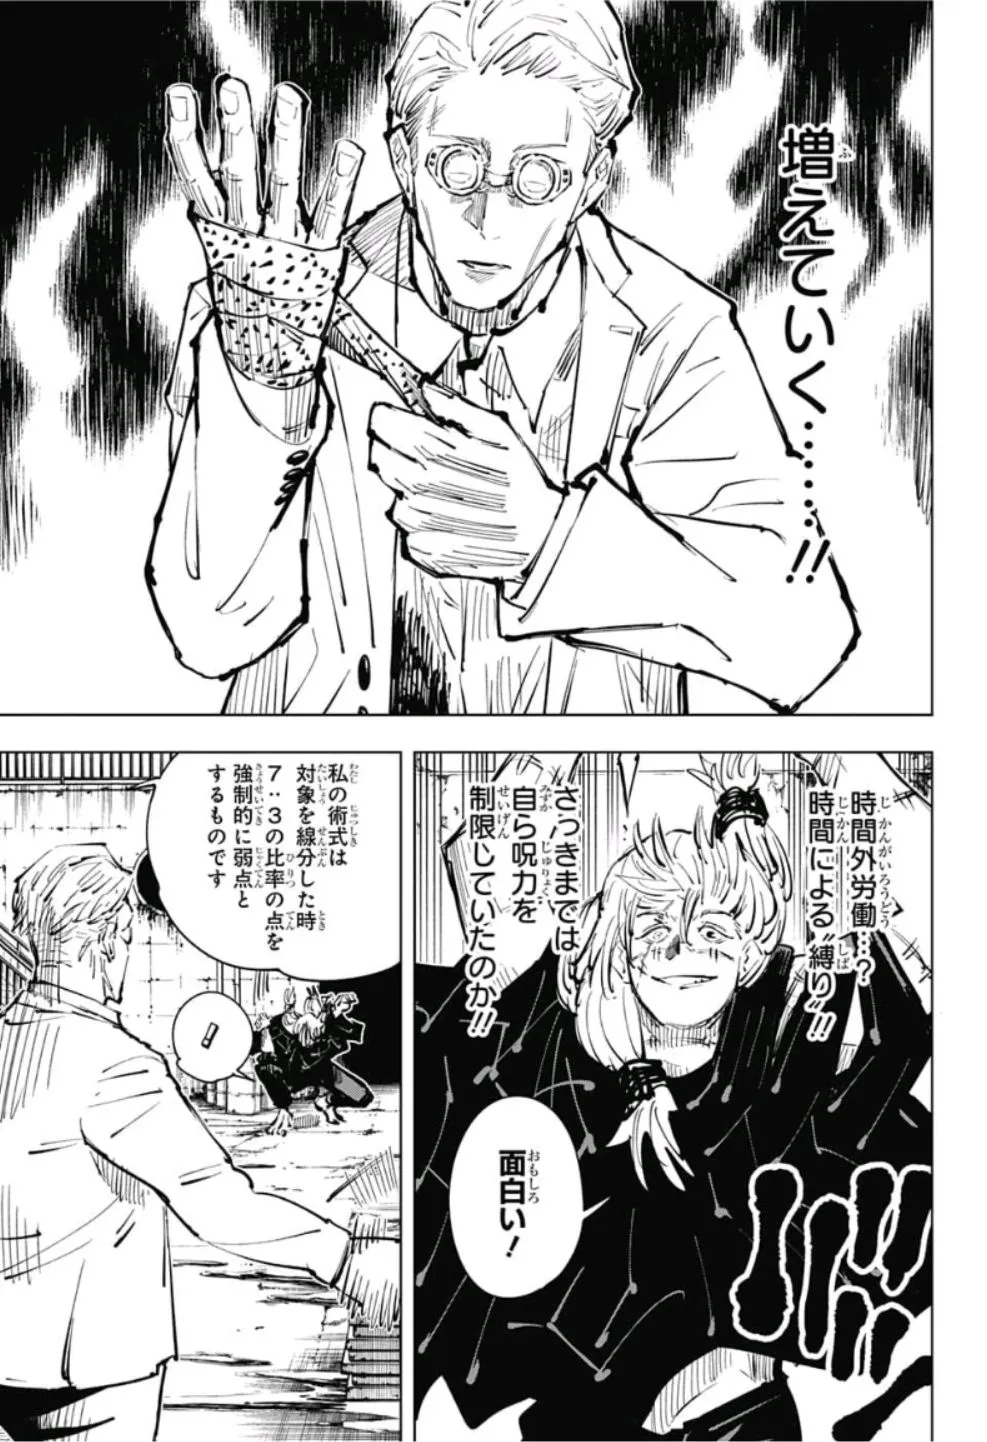 増えていく………!!
時間外労働…?
時間による〝縛り〟!!
さっきまでは
自ら呪力を
制限していたのか!!
面白い!
私の術式は
対象を線分した時
7:3の比率の点を
強制的に弱点と
するものです
!